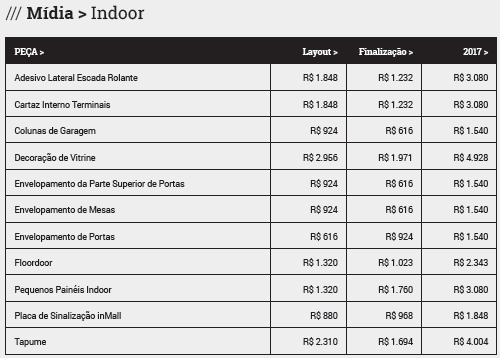 /// Mídia > Indoor
PEÇA > Layout > Finalização > 2017 >
Adesivo Lateral Escada Rolante R$ 1.848 R$ 1.232 R$ 3.080
Cartaz Interno Terminais R$ 1.848 R$ 1.232 R$ 3.080
Colunas de Garagem R$ 924 R$ 616 R$ 1.540
Decoração de Vitrine R$ 2.956 R$ 1.971 R$ 4.928
Envelopamento da Parte Superior de Portas R$ 924 R$ 616 R$ 1.540
Envelopamento de Mesas R$ 924 R$ 616 R$ 1.540
Envelopamento de Portas R$ 616 R$ 924 R$ 1.540
Floordoor R$ 1.320 R$ 1.023 R$ 2.343
Pequenos Painéis Indoor R$ 1.320 R$ 1.760 R$ 3.080
Placa de Sinalização inMall R$ 880 R$ 968 R$ 1.848
Tapume R$ 2.310 R$ 1.694 R$ 4.004